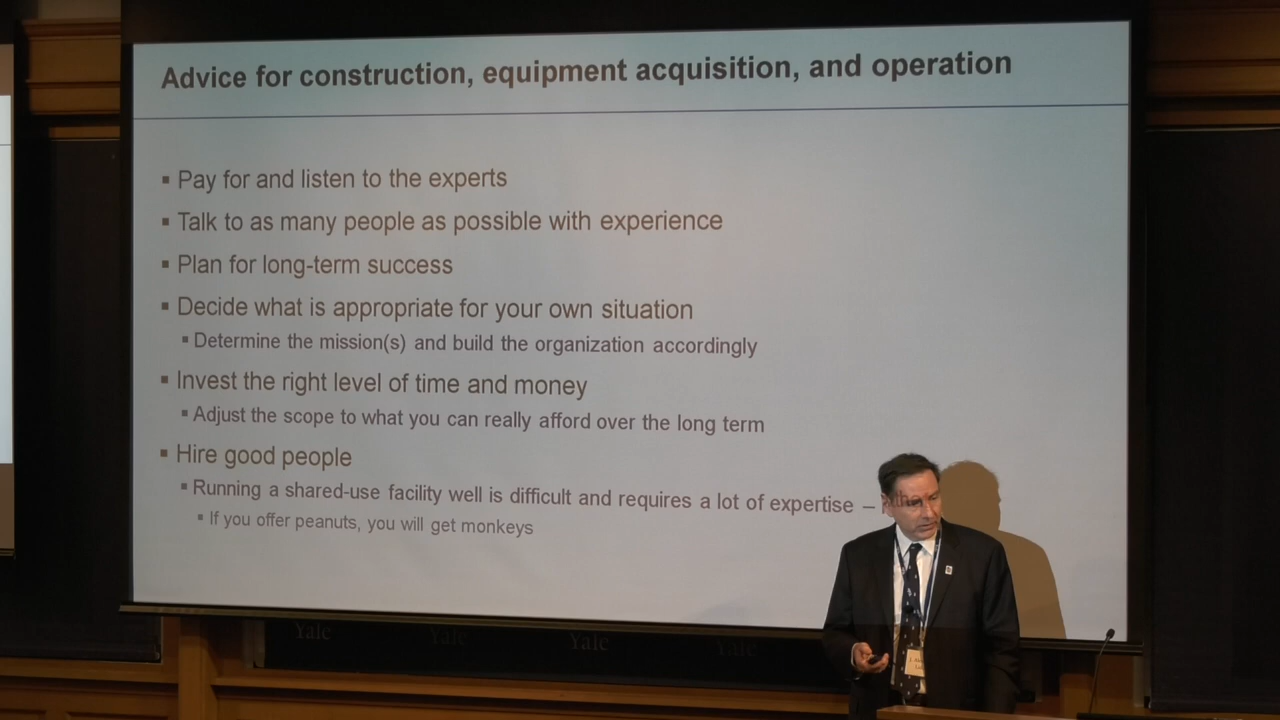 Advice for construction, equipment acquisition, and operation
▪ Pay for and listen to the experts
▪ Talk to as many people as possible with experience
▪ Plan for long-term success
▪ Decide what is appropriate for your own situation
▪ Determine the mission(s) and build the organization accordingly
▪ Invest the right level of time and money
▪ Adjust the scope to what you can really afford over the long term
▪ Hire good people
▪ Running a shared-use facility well is difficult and requires a lot of expertise –
▪ If you offer peanuts, you will get monkeys
Yale Yale Yale Yale